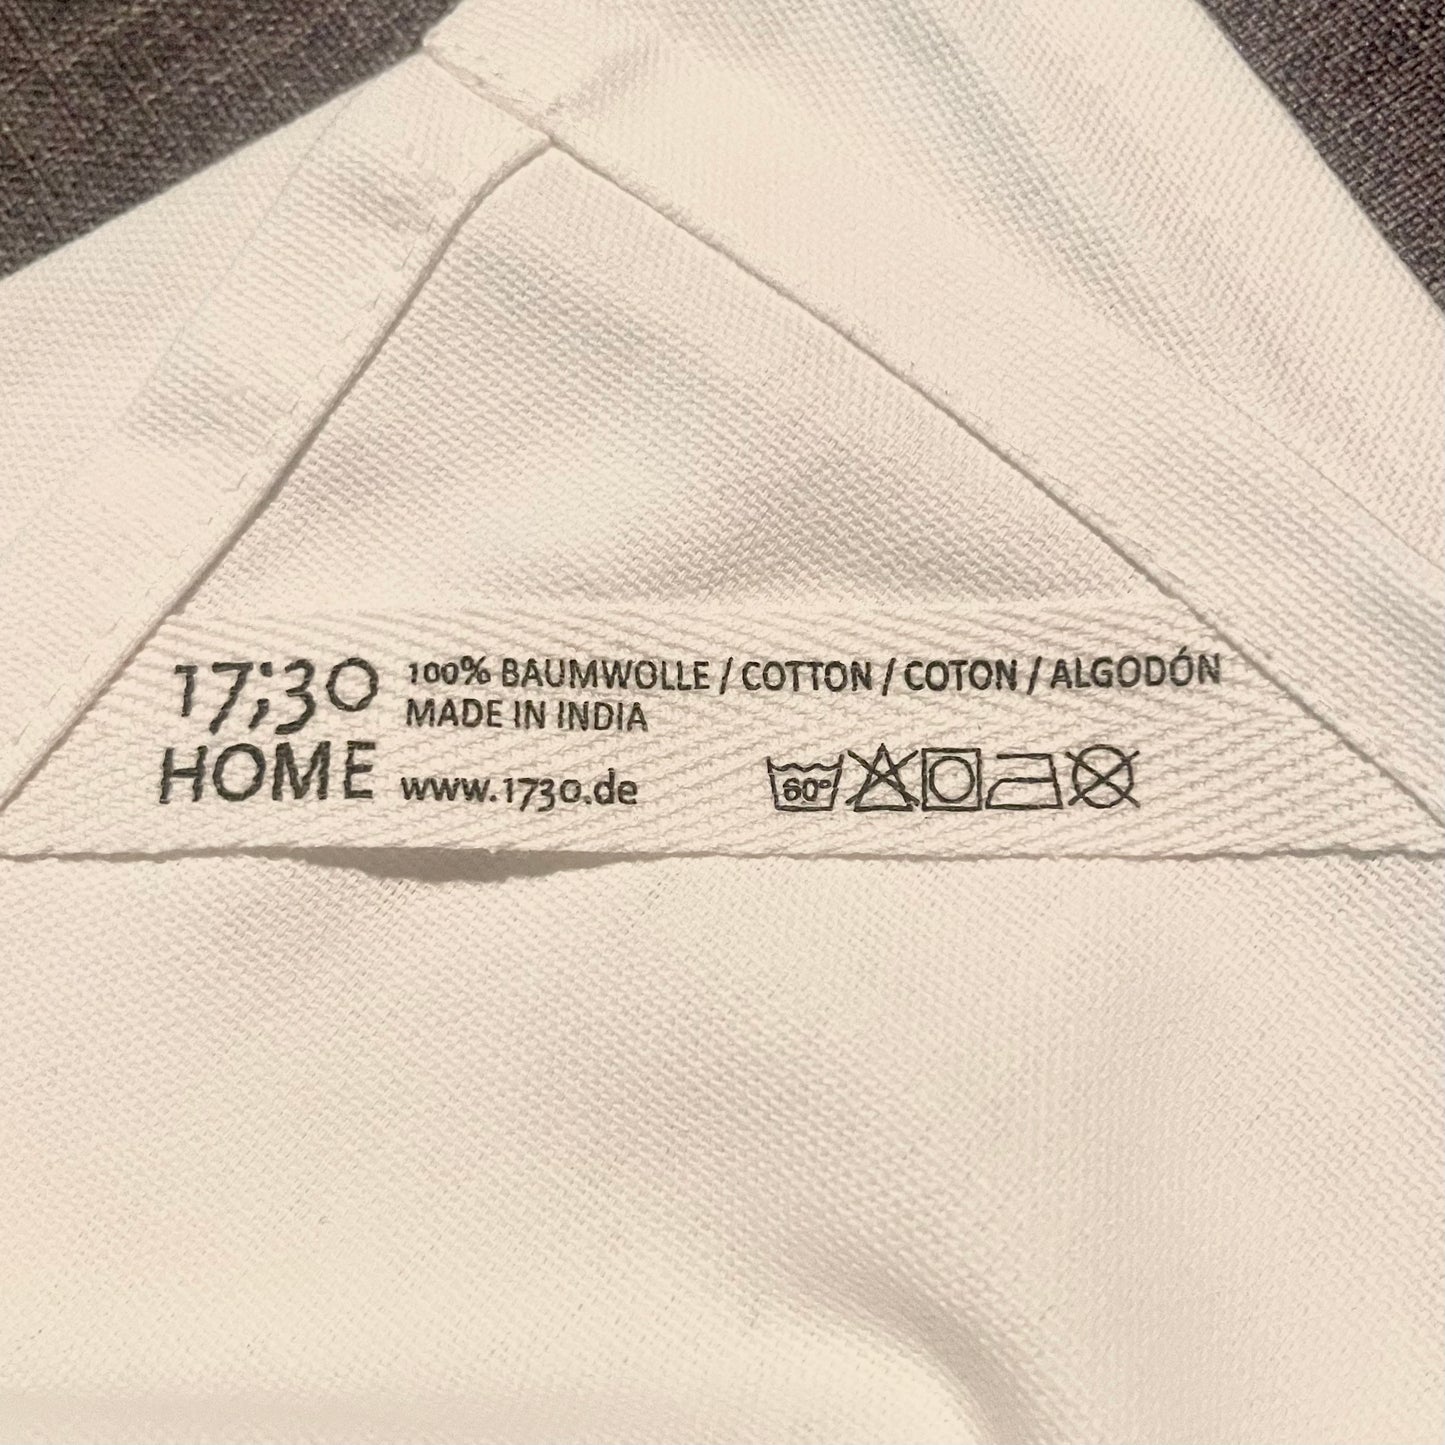 17;30
HOME
100% BAUMWOLLE / COTTON / COTON / ALGODÓN
MADE IN INDIA
www.1730.de
60°